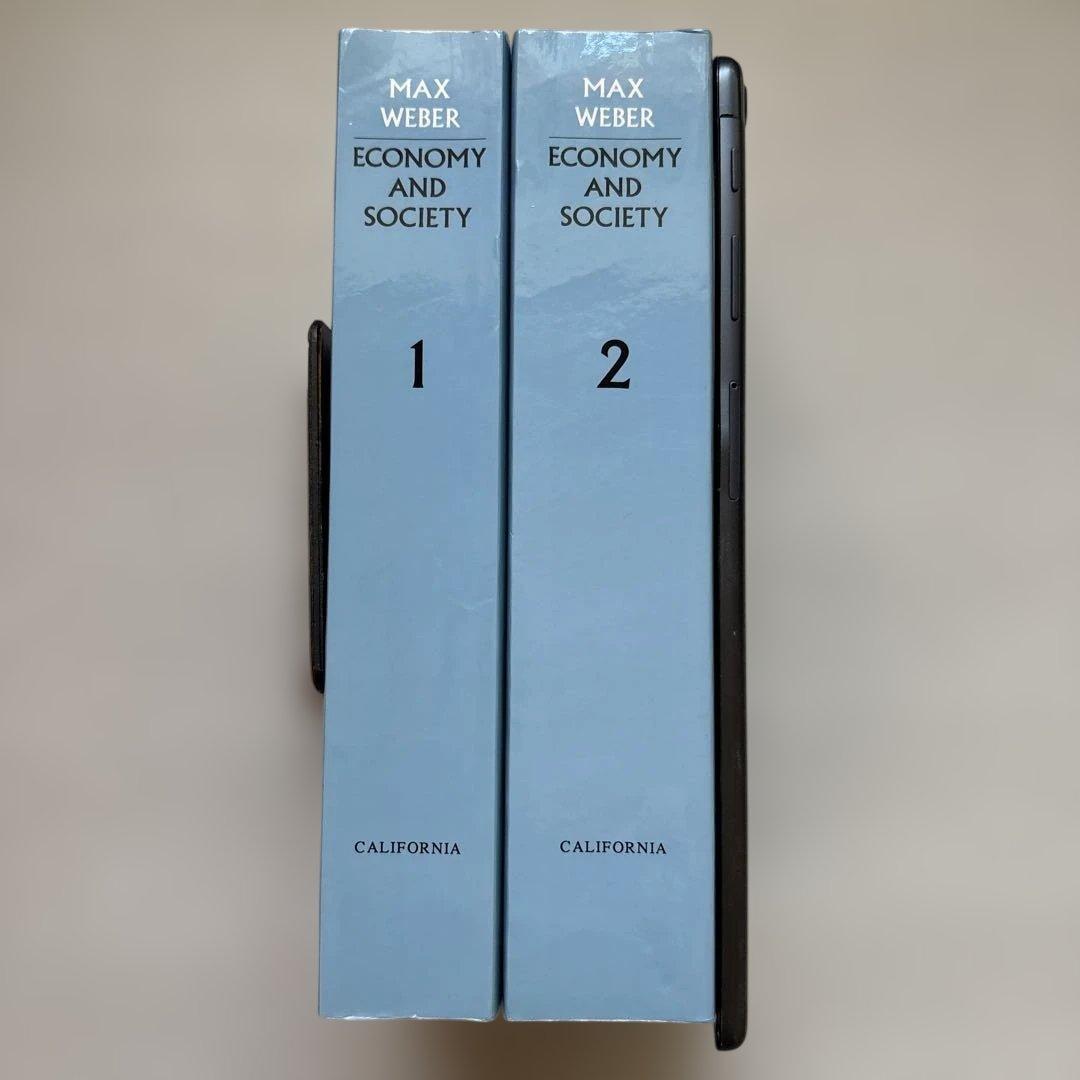 MAX
WEBER
ECONOMY
AND
SOCIETY
1
CALIFORNIA
MAX
WEBER
ECONOMY
AND
SOCIETY
2
CALIFORNIA